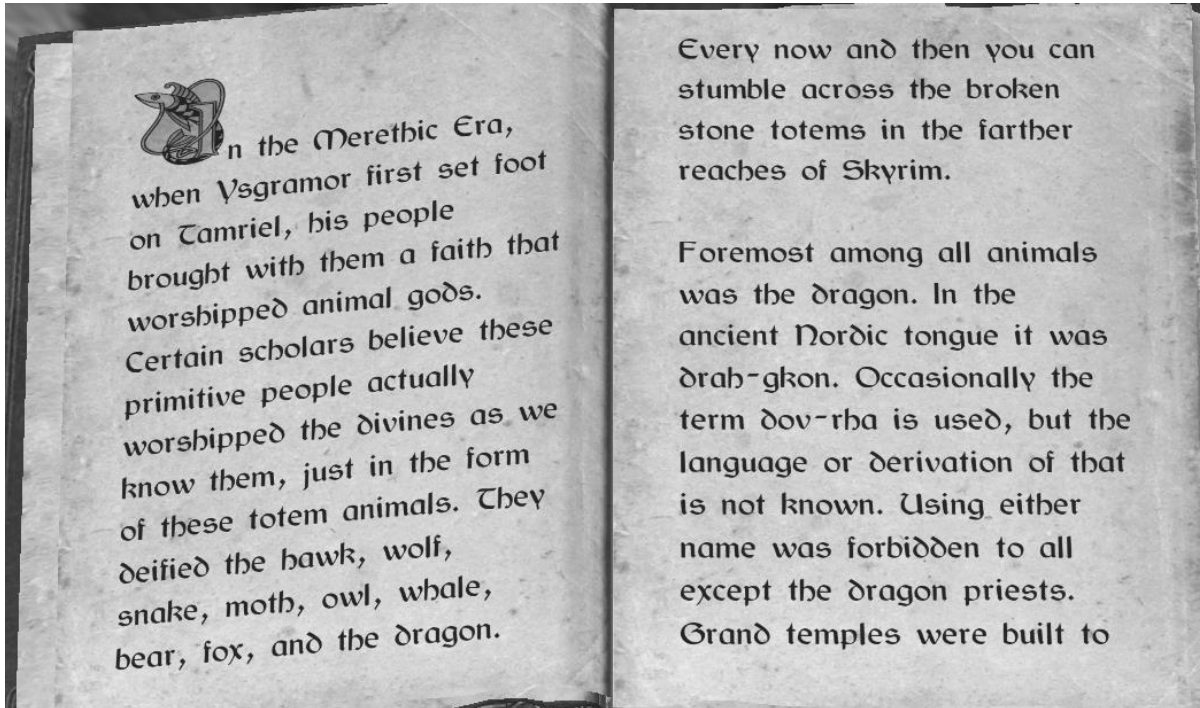 In the Merethic Era,
when Ysgramor first set foot
on Tamriel, his people
brought with them a faith that
worshipped animal gods.
Certain scholars believe these
primitive people actually
worshipped the divines as we
know them, just in the form
of these totem animals. They
deified the hawk, wolf,
snake, moth, owl, whale,
bear, fox, and the dragon.
Every now and then you can
stumble across the broken
stone totems in the farther
reaches of Skyrim.
Foremost among all animals
was the dragon. In the
ancient Nordic tongue it was
drah-gkon. Occasionally the
term dov-rha is used, but the
language or derivation of that
is not known. Using either
name was forbidden to all
except the dragon priests.
Grand temples were built to